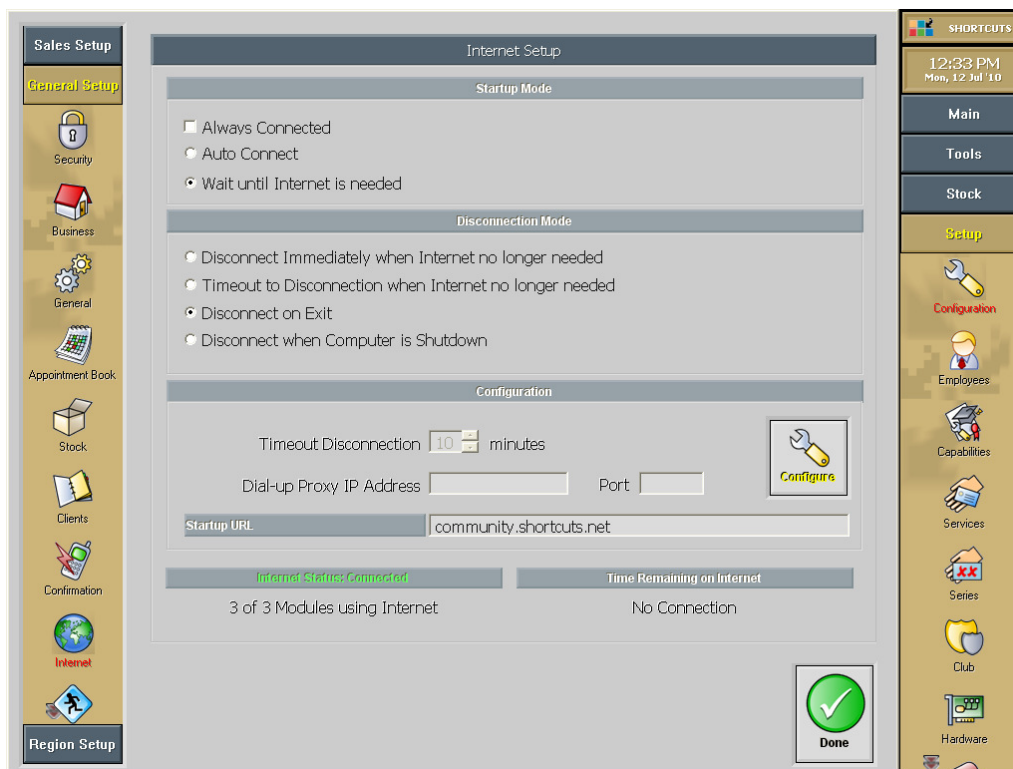 Sales Setup
General Setup
Security
Business
General
Appointment Book
Stock
Clients
Confirmation
Internet
Region Setup
Internet Setup
Startup Mode
Always Connected
Auto Connect
Wait until Internet is needed
Disconnection Mode
Disconnect Immediately when Internet no longer needed
Timeout to Disconnection when Internet no longer needed
Disconnect on Exit
Disconnect when Computer is Shutdown
Configuration
Timeout Disconnection 10 minutes
Dial-up Proxy IP Address Port
Configure
Startup URL community.shortcuts.net
Internet Status: Connected Time Remaining on Internet
3 of 3 Modules using Internet No Connection
Done
SHORTCUTS
12:33 PM
Mon, 12 Jul '10
Main
Tools
Stock
Setup
Configuration
Employees
Capabilities
Services
Series
Club
Hardware